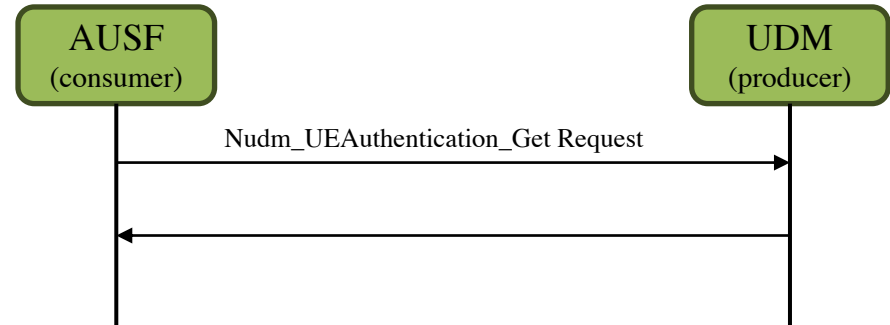 AUSF
(consumer)
UDM
(producer)
Nudm_UEAuthentication_Get Request